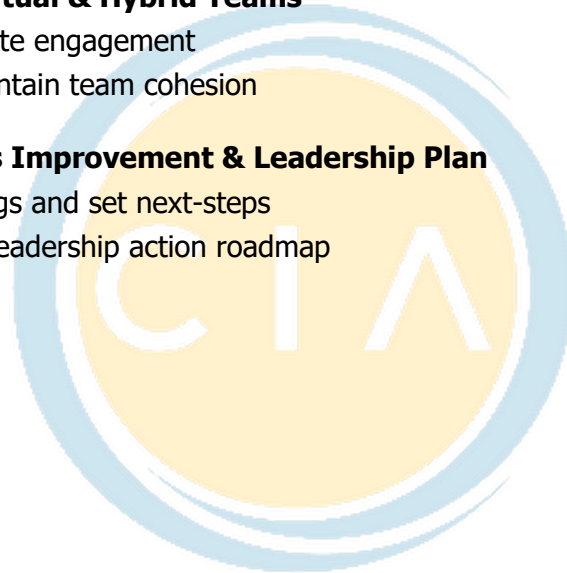 tual & Hybrid Teams
te engagement
ntain team cohesion
s Improvement & Leadership Plan
gs and set next-steps
eadership action roadmap
CIA